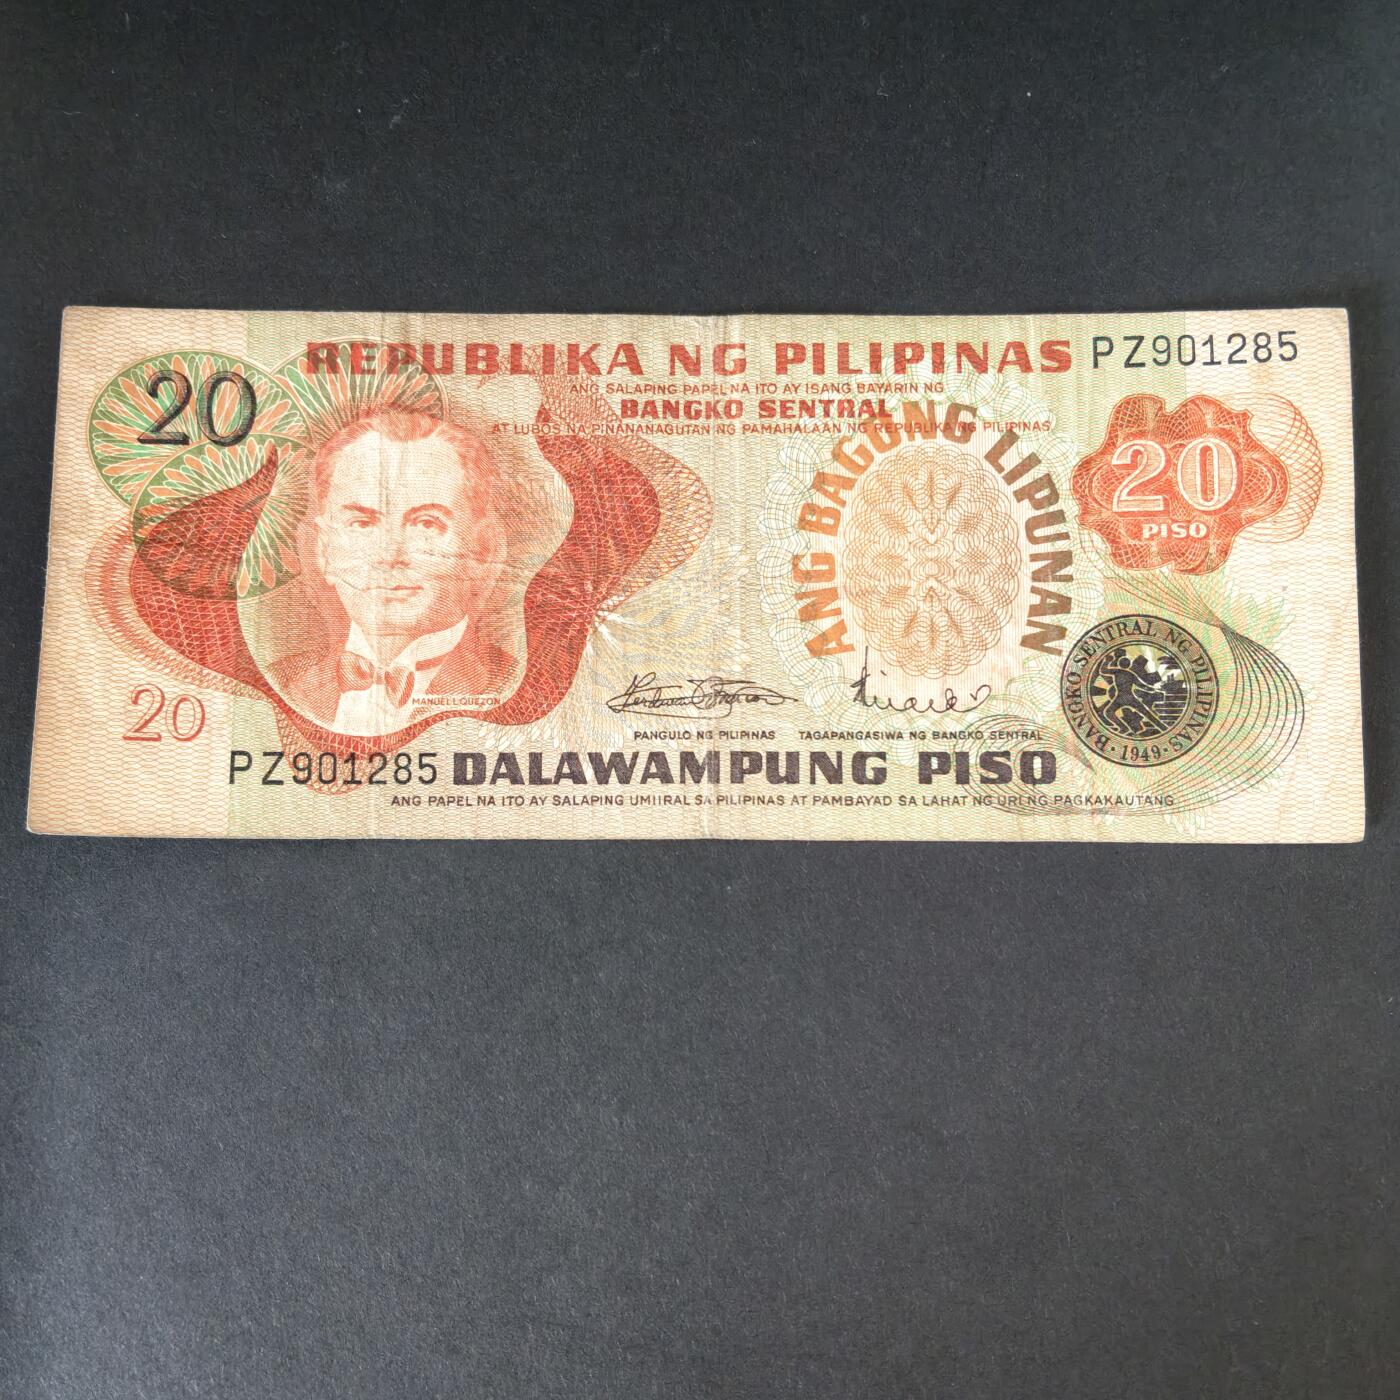 REPUBLIKA NG PILIPINAS
PZ901285
20
ANG SALAPING PAPEL NA ITO AY ISANG BAYARIN NG
BANGKO SENTRAL
AT LUBOS NA PINANANAGUTAN NG PAMAHALAAN NG REPUBLIKA NG PILIPINAS
ANG BAGONG LIPUNAN
20
PISO
MANUEL L. QUEZON
BANGKO SENTRAL NG PILIPINAS
1949
20
PANGULO NG PILIPINAS
TAGAPANGASIWA NG BANGKO SENTRAL
PZ901285
DALAWAMPUNG PISO
ANG PAPEL NA ITO AY SALAPING UMIIRAL SA PILIPINAS AT PAMBAYAD SA LAHAT NG URI NG PAGKAKAUTANG